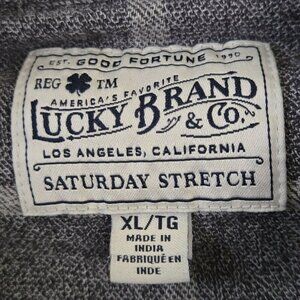 EST. GOOD FORTUNE 1990
REG TM
AMERICA'S FAVORITE
LUCKY BRAND
& CO.
LOS ANGELES, CALIFORNIA
SATURDAY STRETCH
XL/TG
MADE IN
INDIA
FABRIQUÉ EN
INDE